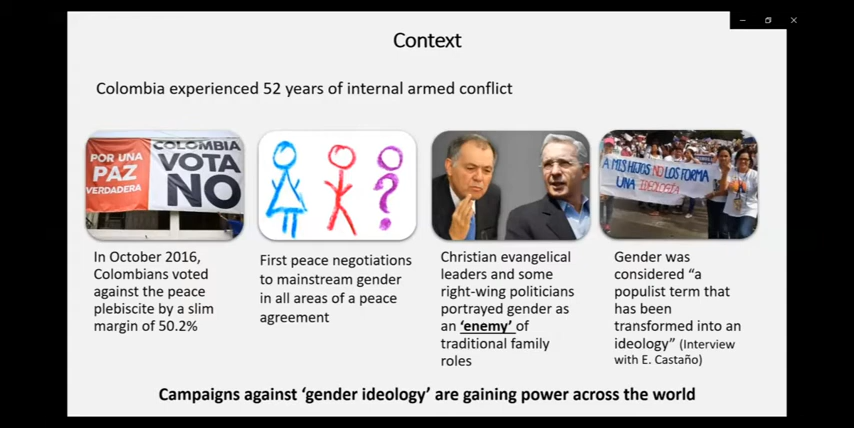 Context
Colombia experienced 52 years of internal armed conflict
POR UNA
PAZ
VERDADERA
COLOMBIA
VOTA
NO
?
A MIS HIJOS NO LOS FORMA
UNA IDEOLOGÍA
In October 2016,
Colombians voted
against the peace
plebiscite by a slim
margin of 50.2%
First peace negotiations
to mainstream gender
in all areas of a peace
agreement
Christian evangelical
leaders and some
right-wing politicians
portrayed gender as
an ‘enemy’ of
traditional family
roles
Gender was
considered “a
populist term that
has been
transformed into an
ideology” (Interview
with E. Castaño)
Campaigns against ‘gender ideology’ are gaining power across the world